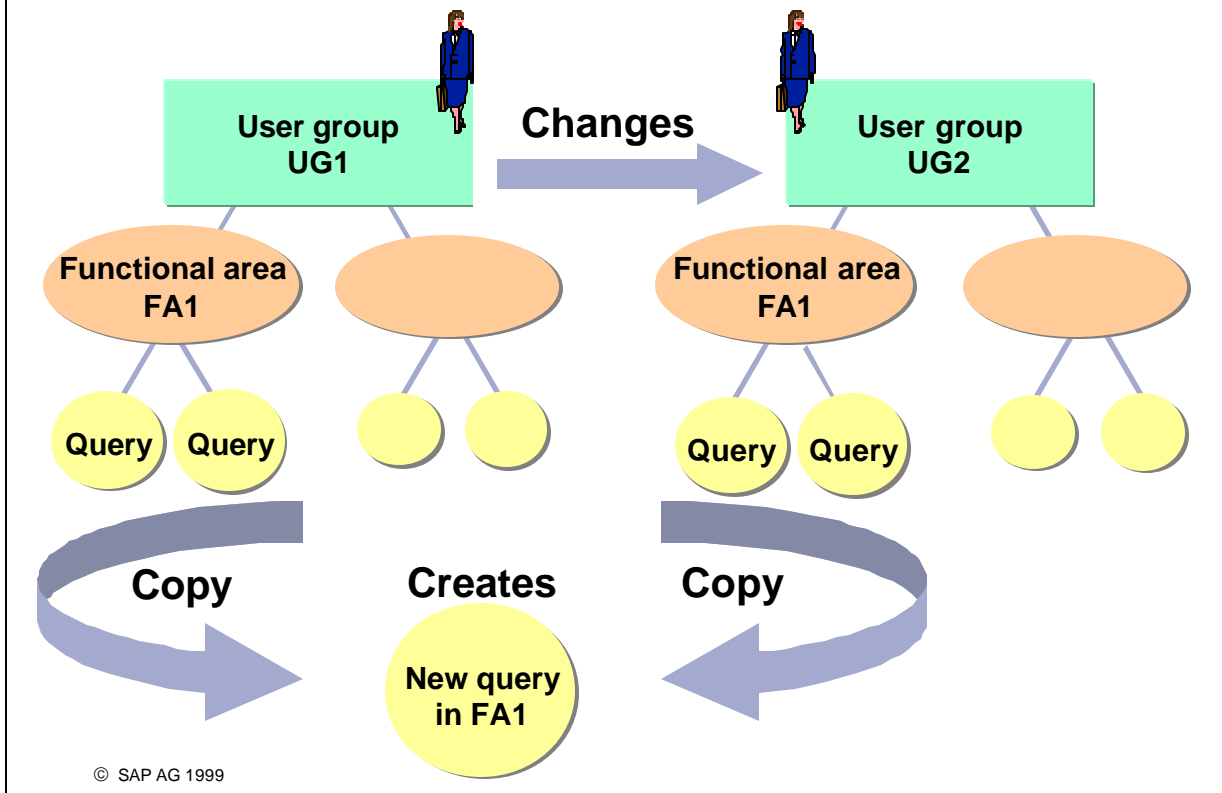 User group
UG1
Changes
User group
UG2
Functional area
FA1
Functional area
FA1
Query
Query
Query
Query
Copy
Creates
Copy
New query
in FA1
© SAP AG 1999